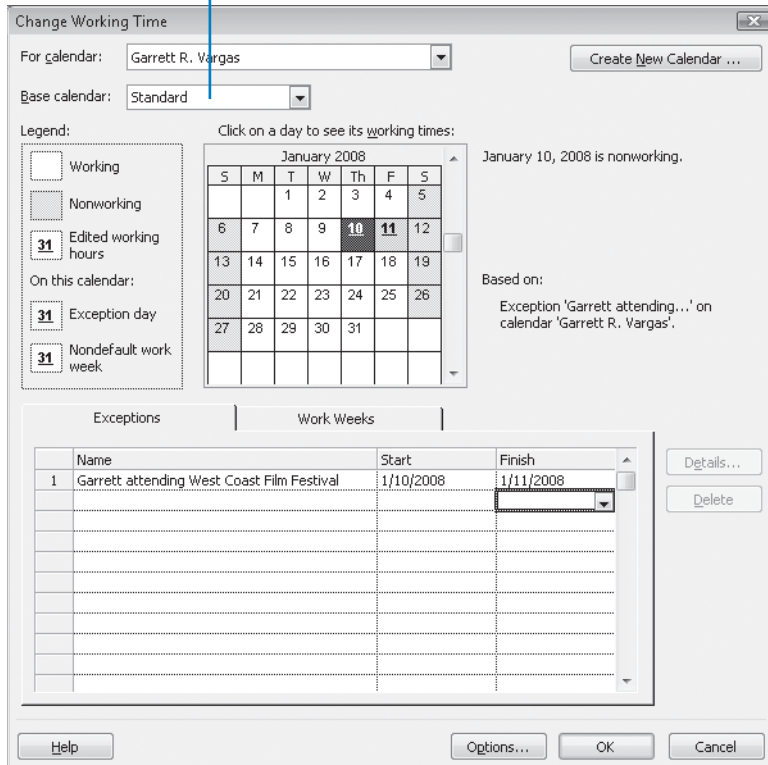 Change Working Time
For calendar: Garrett R. Vargas
Create New Calendar ...
Base calendar: Standard
Legend:
Click on a day to see its working times:
Working
Nonworking
31 Edited working hours
On this calendar:
31 Exception day
31 Nondefault work week
January 2008
S M T W Th F S
1 2 3 4 5
6 7 8 9 10 11 12
13 14 15 16 17 18 19
20 21 22 23 24 25 26
27 28 29 30 31
January 10, 2008 is nonworking.
Based on:
Exception 'Garrett attending...' on
calendar 'Garrett R. Vargas'.
Exceptions Work Weeks
Name Start Finish
1 Garrett attending West Coast Film Festival 1/10/2008 1/11/2008
Details...
Delete
Help Options... OK Cancel